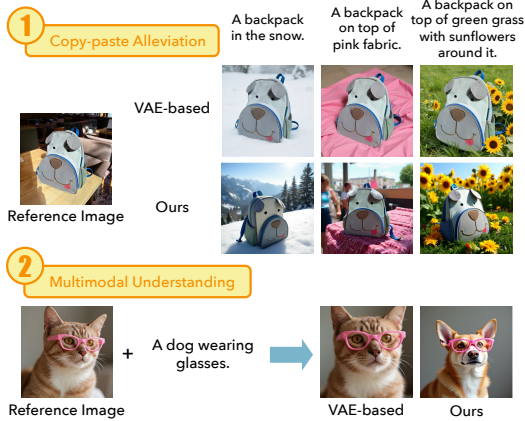 1
Copy-paste Alleviation
A backpack
in the snow.
A backpack
on top of
pink fabric.
A backpack on
top of green grass
with sunflowers
around it.
VAE-based
Ours
Reference Image
2
Multimodal Understanding
+
A dog wearing
glasses.
Reference Image
VAE-based
Ours